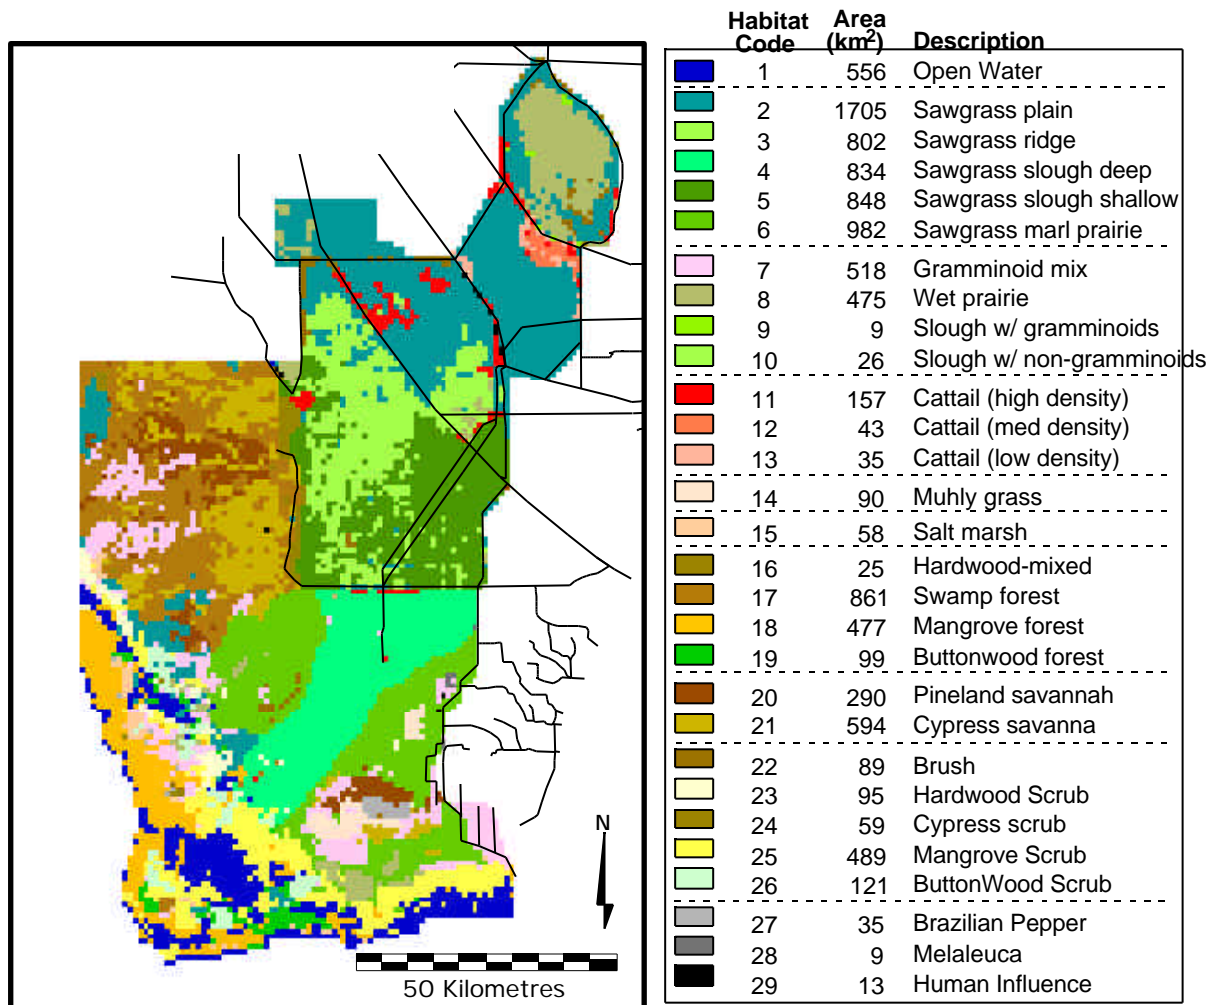 Habitat Code Area (km2) Description
1 556 Open Water
2 1705 Sawgrass plain
3 802 Sawgrass ridge
4 834 Sawgrass slough deep
5 848 Sawgrass slough shallow
6 982 Sawgrass marl prairie
7 518 Gramminoid mix
8 475 Wet prairie
9 9 Slough w/ gramminoids
10 26 Slough w/ non-gramminoids
11 157 Cattail (high density)
12 43 Cattail (med density)
13 35 Cattail (low density)
14 90 Muhly grass
15 58 Salt marsh
16 25 Hardwood-mixed
17 861 Swamp forest
18 477 Mangrove forest
19 99 Buttonwood forest
20 290 Pineland savannah
21 594 Cypress savanna
22 89 Brush
23 95 Hardwood Scrub
24 59 Cypress scrub
25 489 Mangrove Scrub
26 121 ButtonWood Scrub
27 35 Brazilian Pepper
28 9 Melaleuca
29 13 Human Influence
N
50 Kilometres